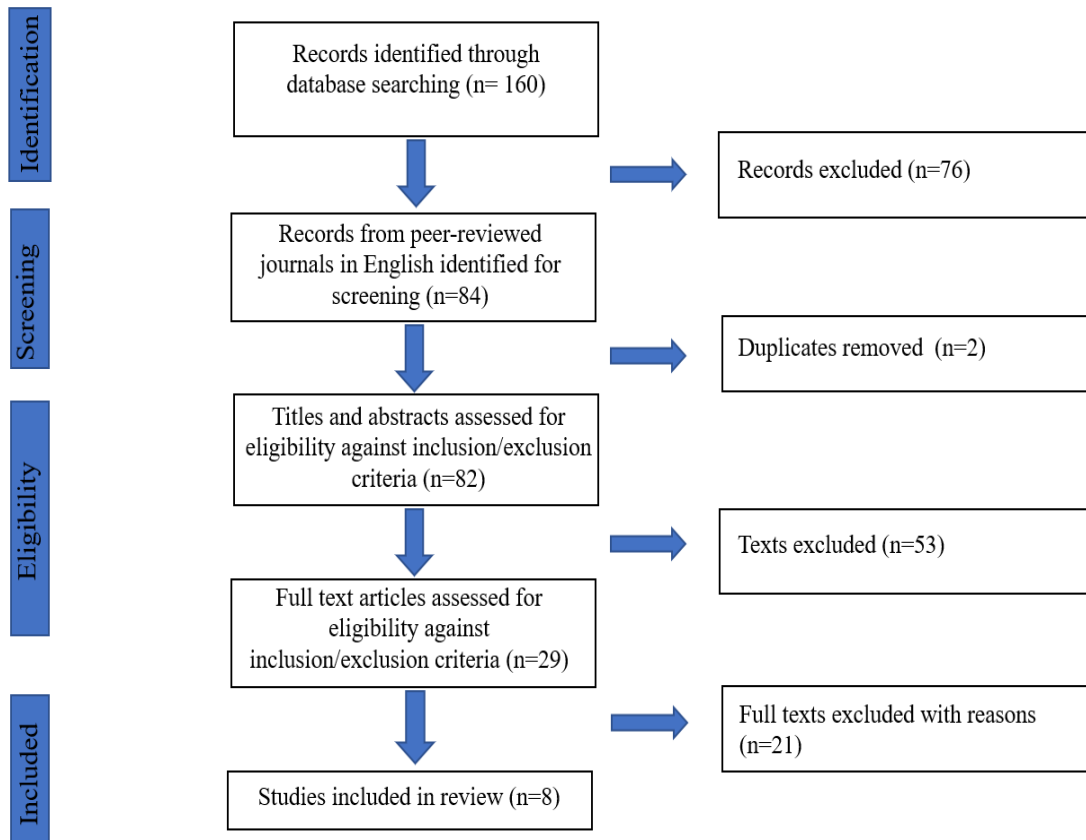 Identification
Records identified through
database searching (n= 160)
Records excluded (n=76)
Screening
Records from peer-reviewed
journals in English identified for
screening (n=84)
Duplicates removed (n=2)
Eligibility
Titles and abstracts assessed for
eligibility against inclusion/exclusion
criteria (n=82)
Texts excluded (n=53)
Full text articles assessed for
eligibility against
inclusion/exclusion criteria (n=29)
Included
Full texts excluded with reasons
(n=21)
Studies included in review (n=8)